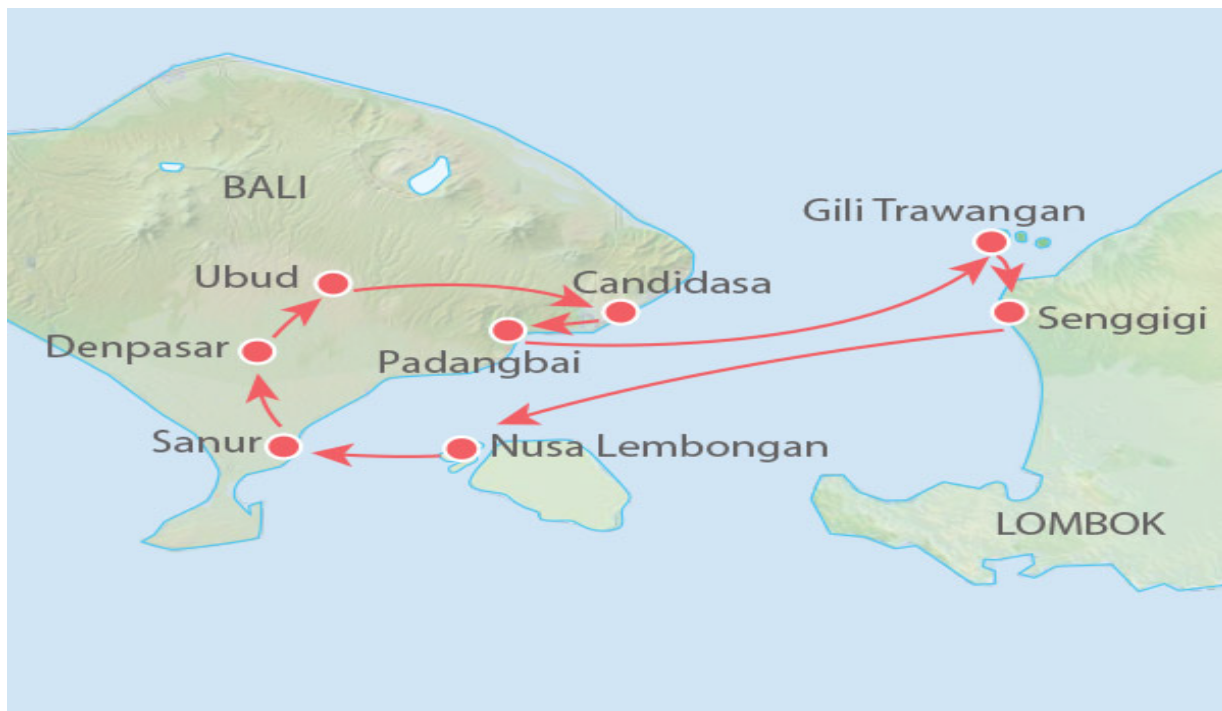 BALI
Gili Trawangan
Ubud
Candidasa
Senggigi
Denpasar
Padangbai
Sanur
Nusa Lembongan
LOMBOK